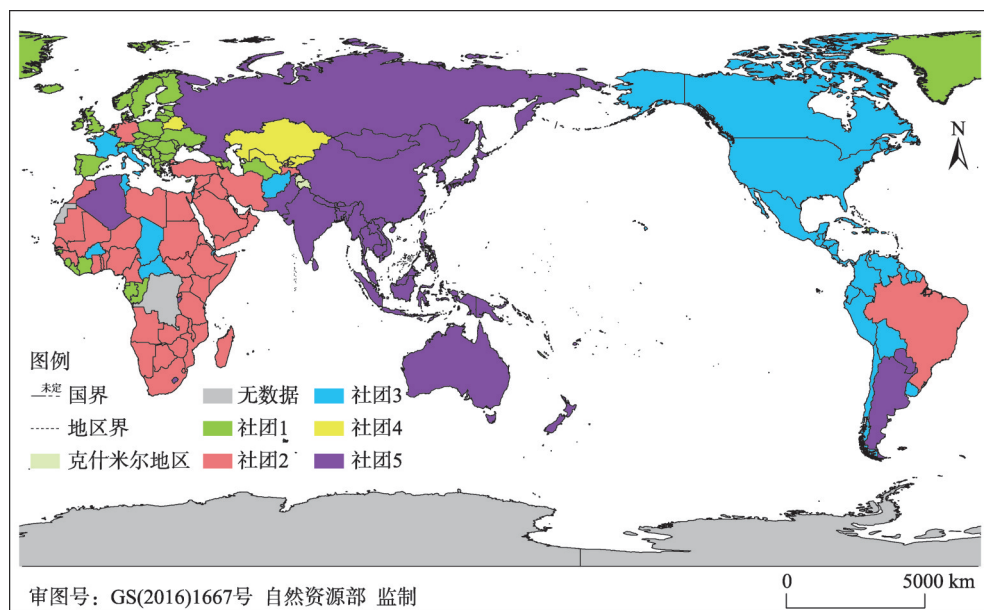 N
图例
未定
国界
无数据
社团3
地区界
社团1
社团4
克什米尔地区
社团2
社团5
审图号：GS(2016)1667号 自然资源部 监制
0 5000 km